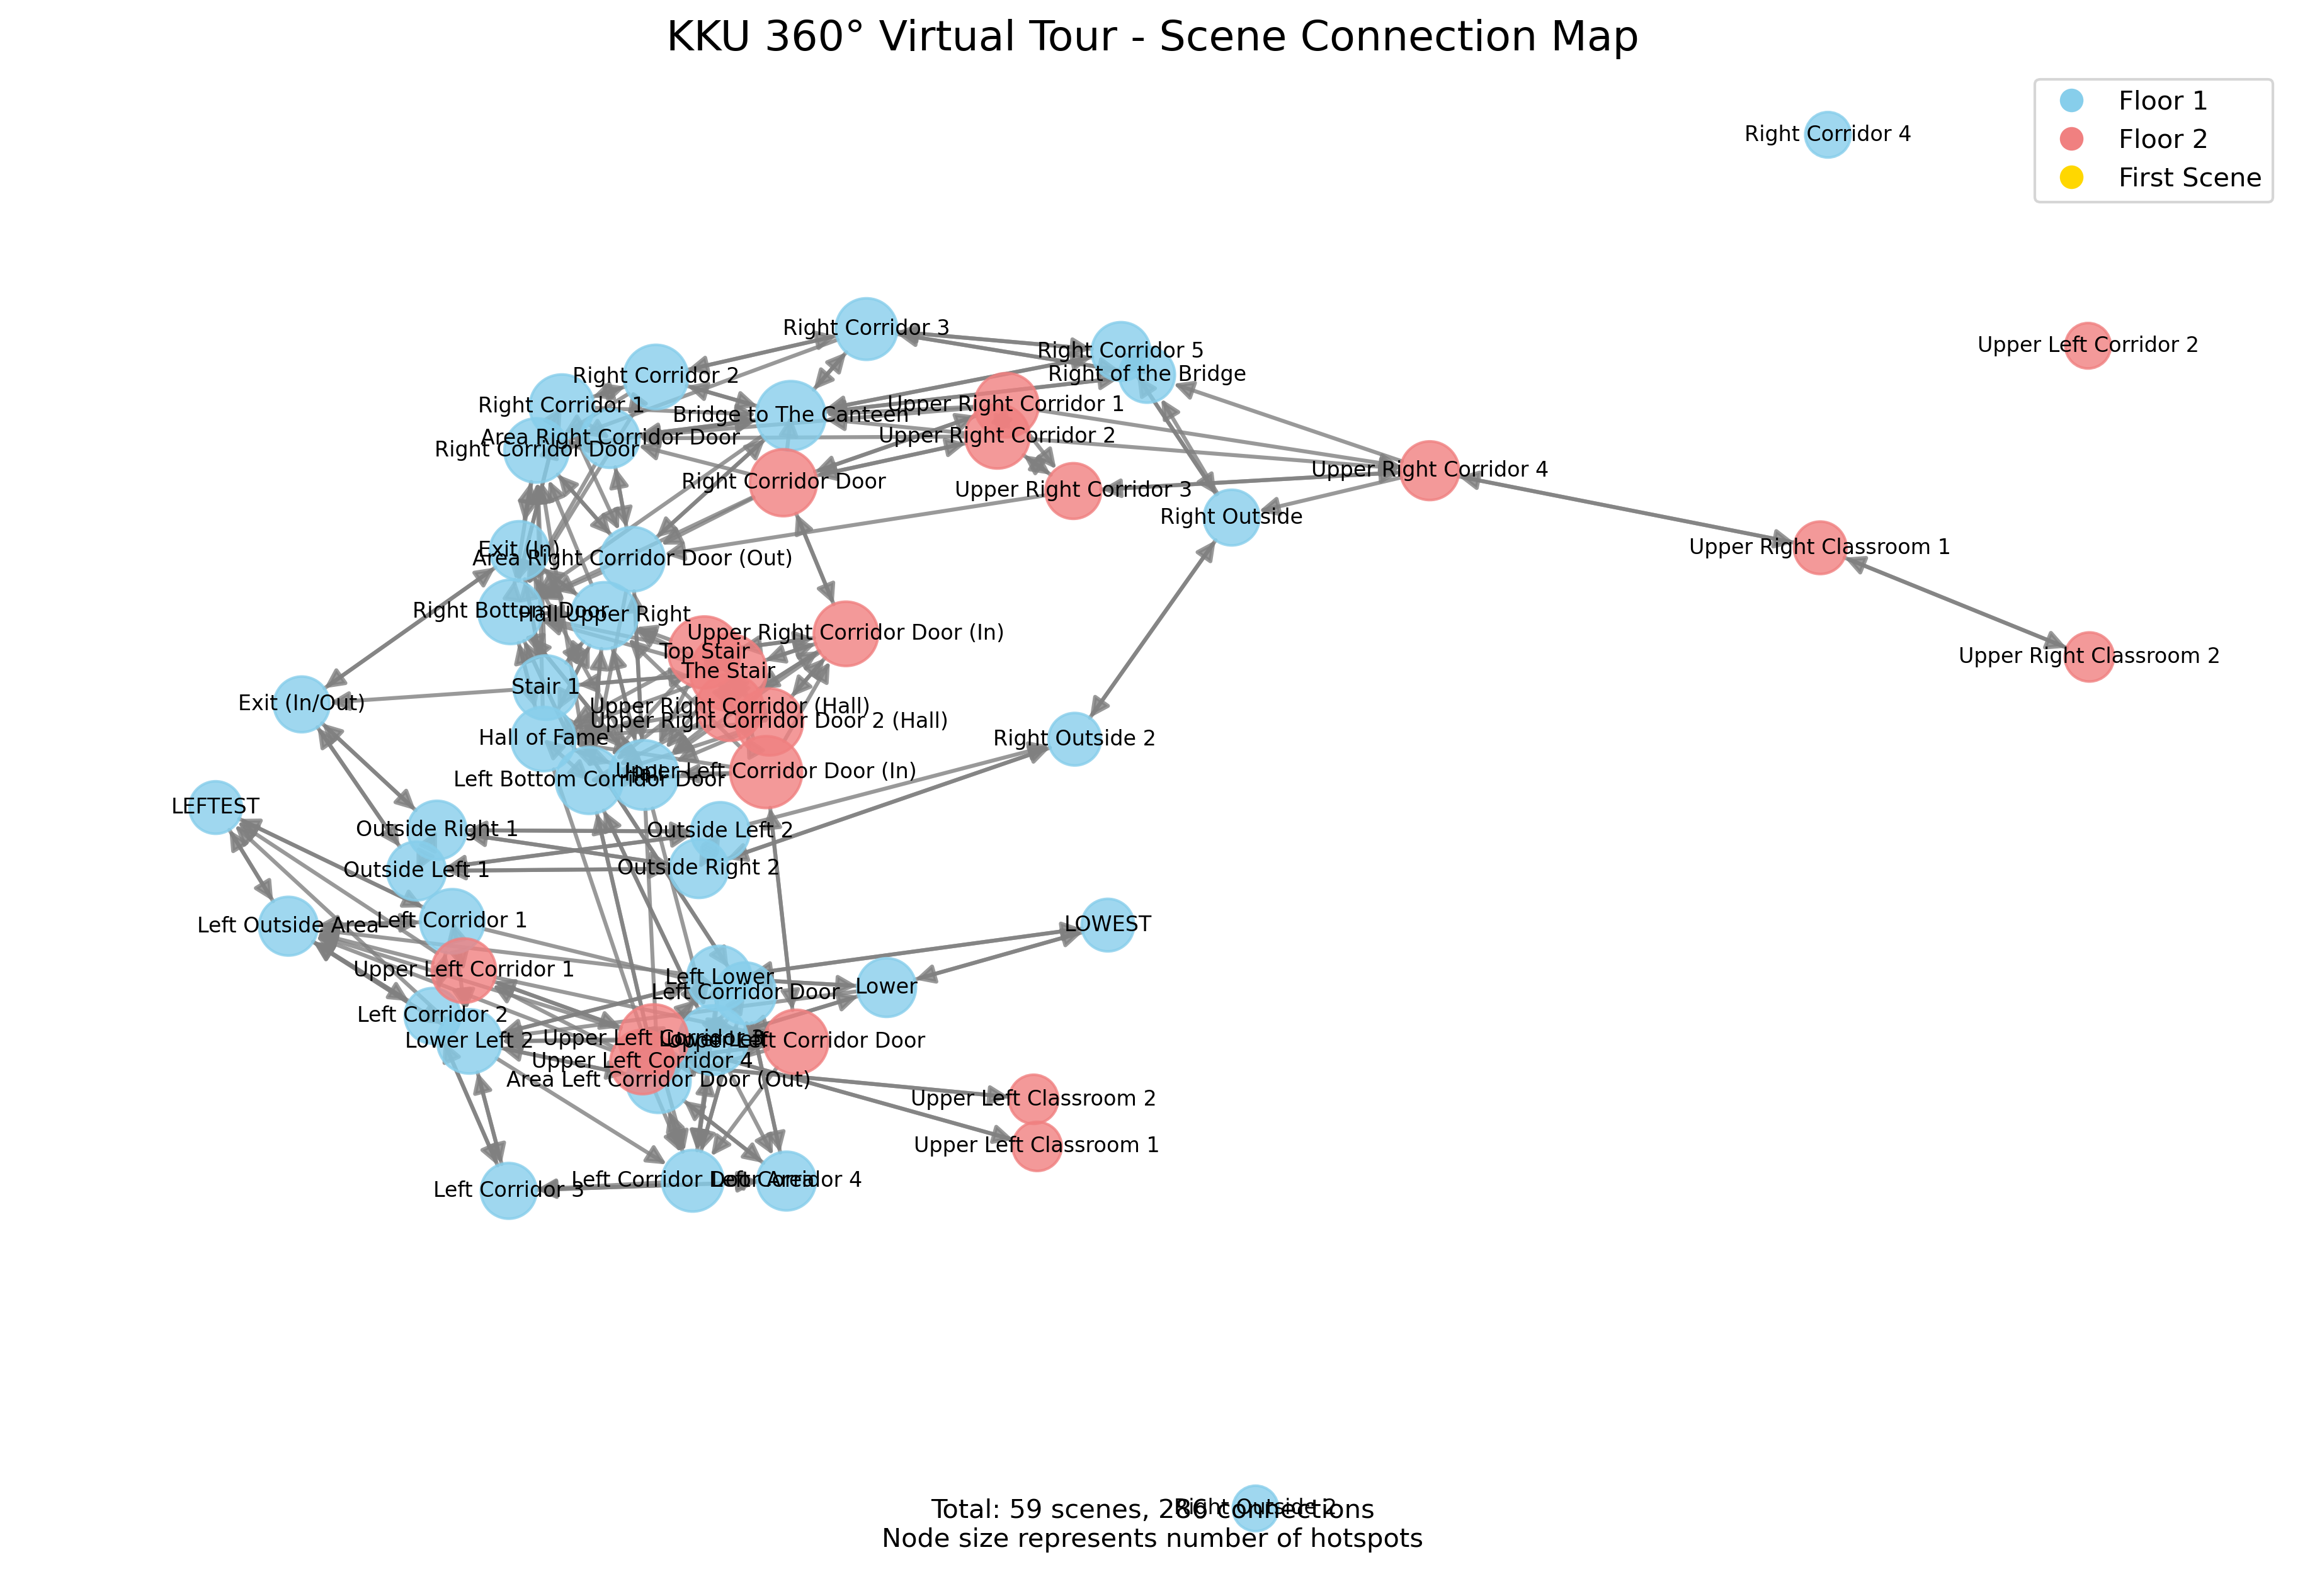 KKU 360° Virtual Tour - Scene Connection Map
Floor 1
Floor 2
First Scene
Right Corridor 4
Upper Left Corridor 2
Right Corridor 3
Right Corridor 5
Right of the Bridge
Right Corridor 2
Right Corridor 1
Bridge to The Canteen
Upper Right Corridor 1
Area Right Corridor Door
Upper Right Corridor 2
Right Corridor Door
Upper Right Corridor 4
Right Corridor Door
Upper Right Corridor 3
Right Outside
Exit (In)
Area Right Corridor Door (Out)
Upper Right Classroom 1
Right Bottom Door
Hall Upper Right
Upper Right Corridor Door (In)
Top Stair
Upper Right Classroom 2
The Stair
Stair 1
Exit (In/Out)
Upper Right Corridor (Hall)
Upper Right Corridor Door 2 (Hall)
Hall of Fame
Right Outside 2
Left Bottom Corridor Door
Upper Left Corridor Door (In)
LEFTEST
Outside Right 1
Outside Left 2
Outside Left 1
Outside Right 2
Left Outside Area
Left Corridor 1
LOWEST
Upper Left Corridor 1
Left Lower
Left Corridor Door
Lower
Left Corridor 2
Lower Left 2
Upper Left Corridor
Upper Left Corridor Door
Upper Left Corridor 4
Area Left Corridor Door (Out)
Upper Left Classroom 2
Upper Left Classroom 1
Left Corridor 3
Left Corridor Door Area
Left Corridor 4
Right Outside 2
Total: 59 scenes, 286 connections
Node size represents number of hotspots